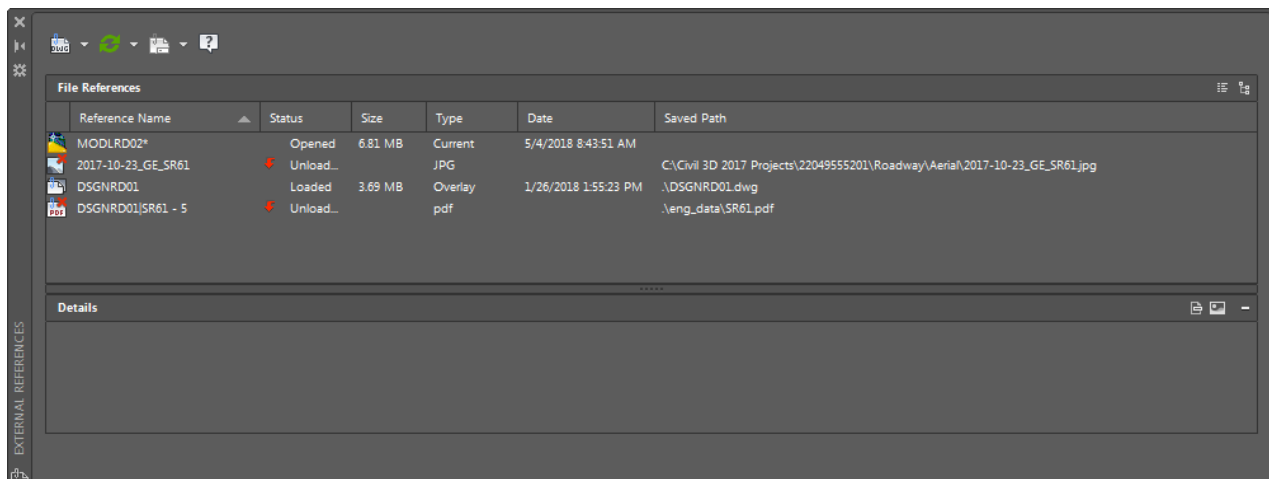 DWG
File References
Reference Name Status Size Type Date Saved Path
MODLRD02* Opened 6.81 MB Current 5/4/2018 8:43:51 AM
2017-10-23_GE_SR61 Unload... JPG C:\Civil 3D 2017 Projects\22049555201\Roadway\Aerial\2017-10-23_GE_SR61.jpg
DSGNRD01 Loaded 3.69 MB Overlay 1/26/2018 1:55:23 PM .\DSGNRD01.dwg
PDF DSGNRD01|SR61 - 5 Unload... pdf .\eng_data\SR61.pdf
Details
EXTERNAL REFERENCES